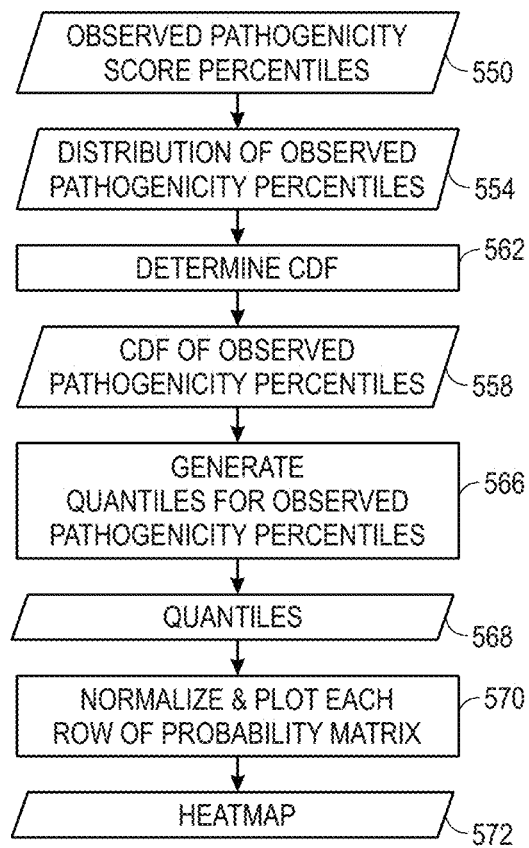 OBSERVED PATHOGENICITY
SCORE PERCENTILES
550
DISTRIBUTION OF OBSERVED
PATHOGENICITY PERCENTILES
554
562
DETERMINE CDF
CDF OF OBSERVED
PATHOGENICITY PERCENTILES
558
GENERATE
QUANTILES FOR OBSERVED
PATHOGENICITY PERCENTILES
566
QUANTILES
568
NORMALIZE & PLOT EACH
ROW OF PROBABILITY MATRIX
570
HEATMAP
572